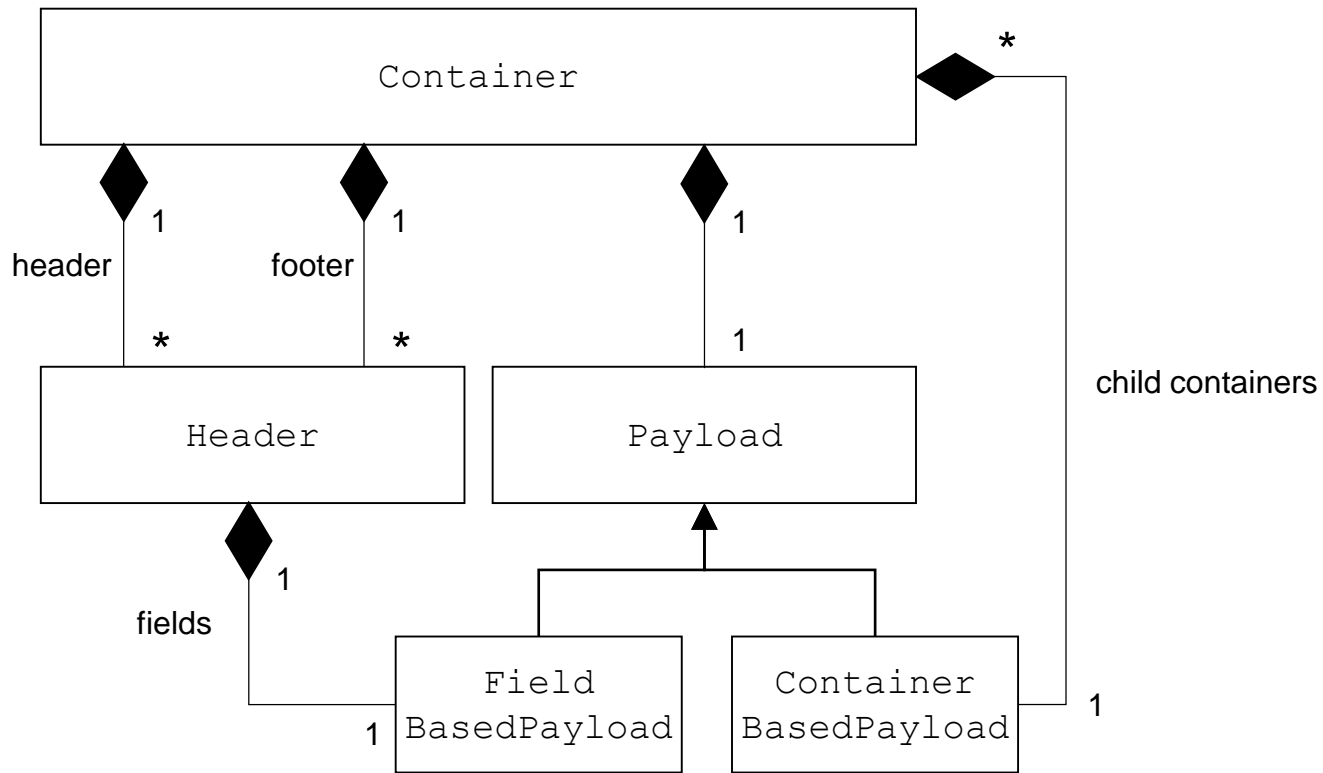 Container
*
1
1
1
header
footer
*
*
1
child containers
Header
Payload
1
fields
Field
BasedPayload
Container
BasedPayload
1
1